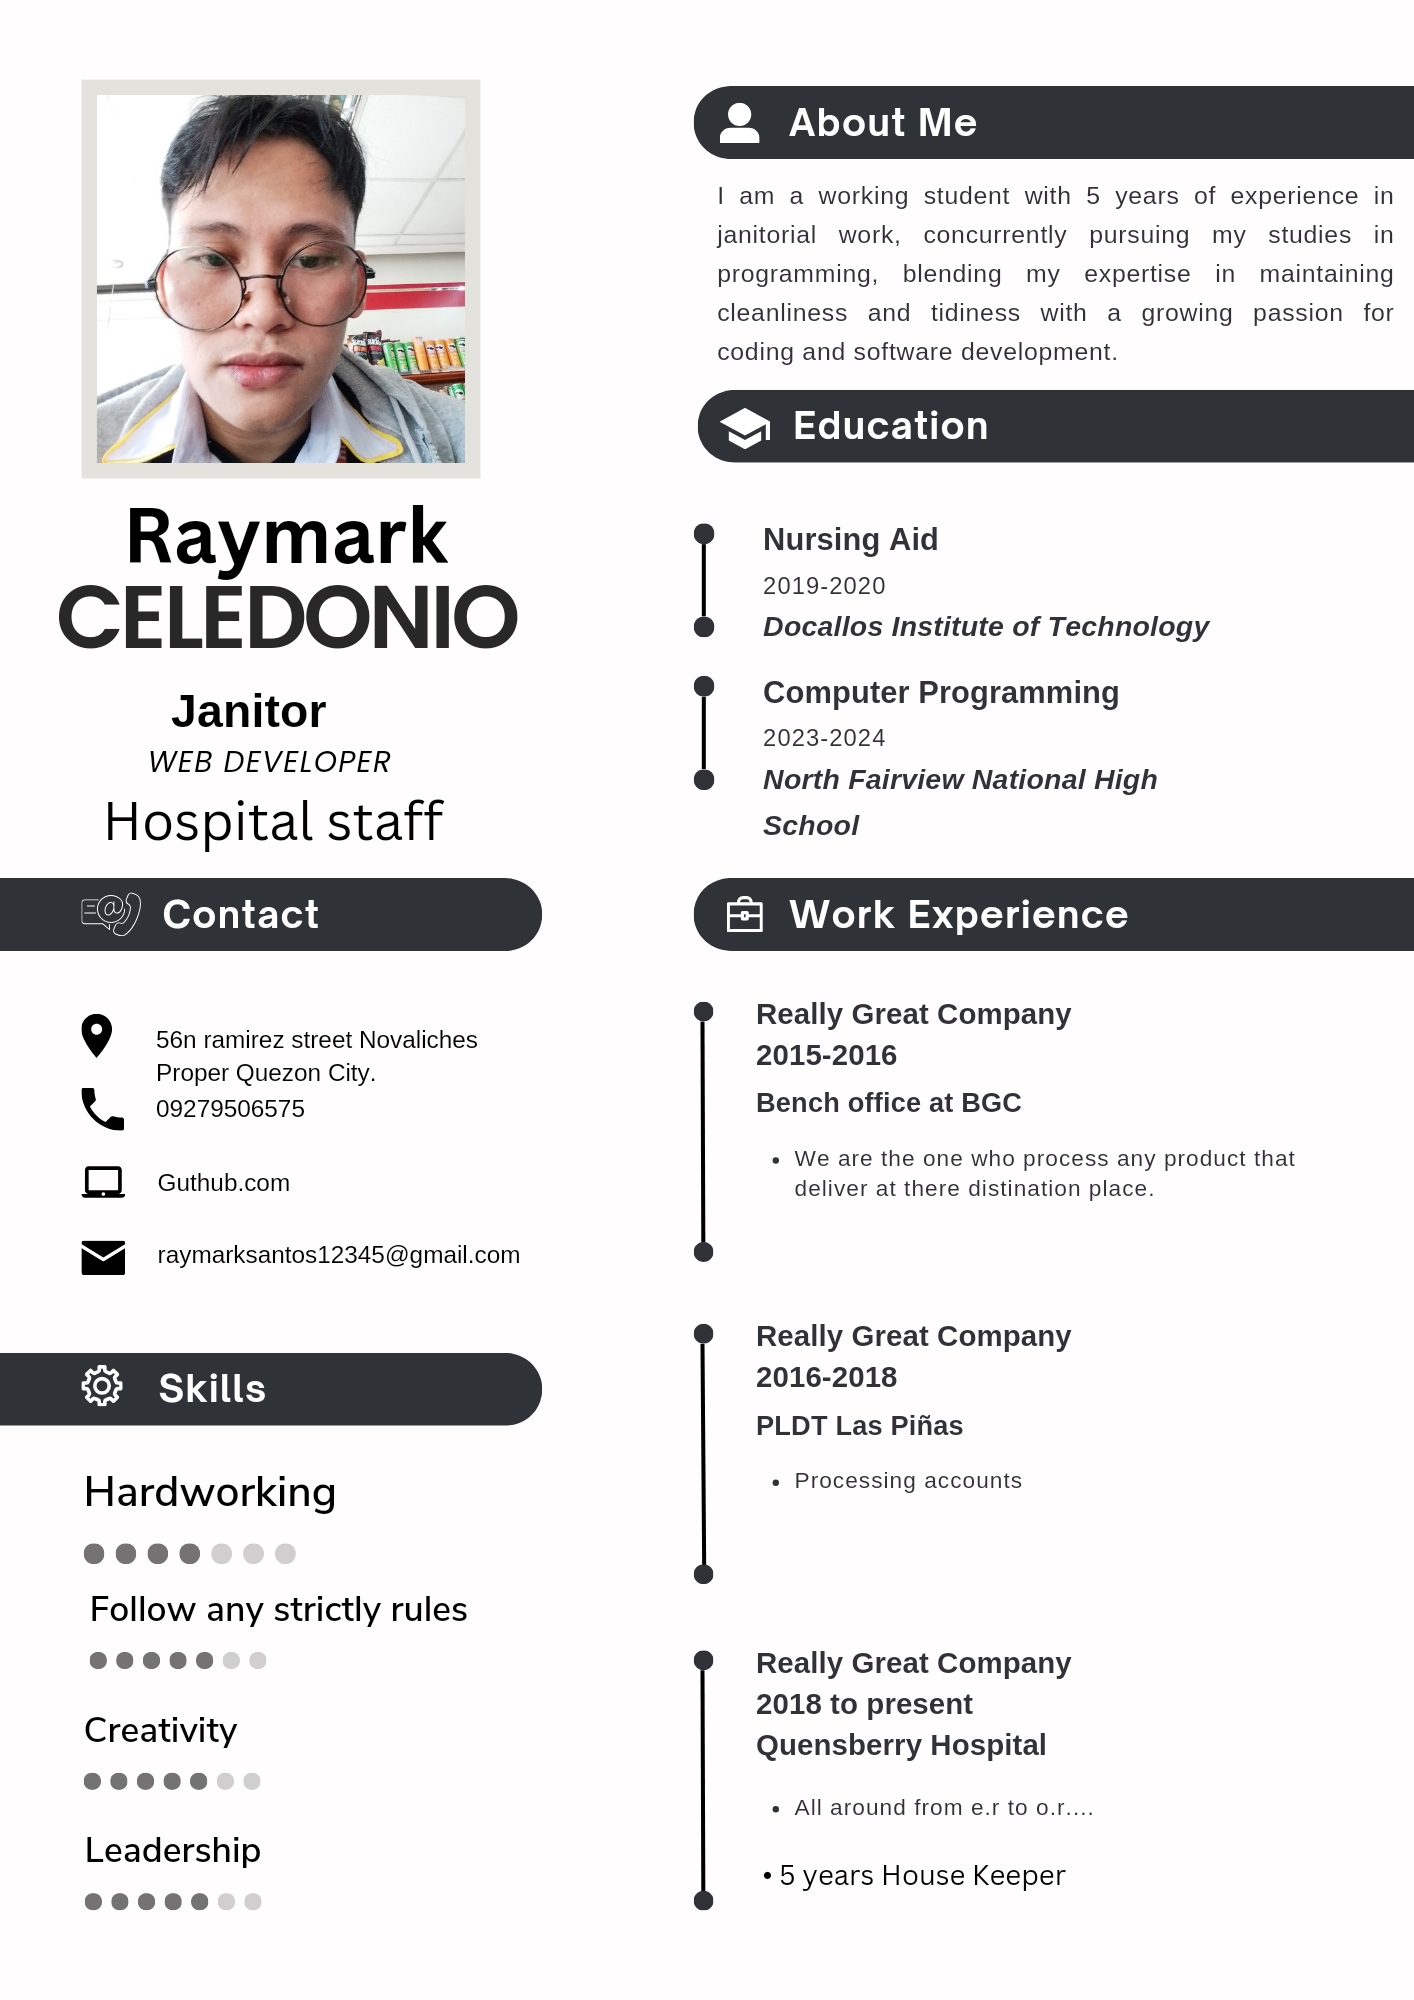 Raymark
CELEDONIO
Janitor
WEB DEVELOPER
Hospital staff
Contact
56n ramirez street Novaliches
Proper Quezon City.
09279506575
Guthub.com
raymarksantos12345@gmail.com
Skills
Hardworking
Follow any strictly rules
Creativity
Leadership
About Me
I am a working student with 5 years of experience in
janitorial work, concurrently pursuing my studies in
programming, blending my expertise in maintaining
cleanliness and tidiness with a growing passion for
coding and software development.
Education
Nursing Aid
2019-2020
Docallos Institute of Technology
Computer Programming
2023-2024
North Fairview National High
School
Work Experience
Really Great Company
2015-2016
Bench office at BGC
• We are the one who process any product that
deliver at there distination place.
Really Great Company
2016-2018
PLDT Las Piñas
• Processing accounts
Really Great Company
2018 to present
Quensberry Hospital
• All around from e.r to o.r....
• 5 years House Keeper